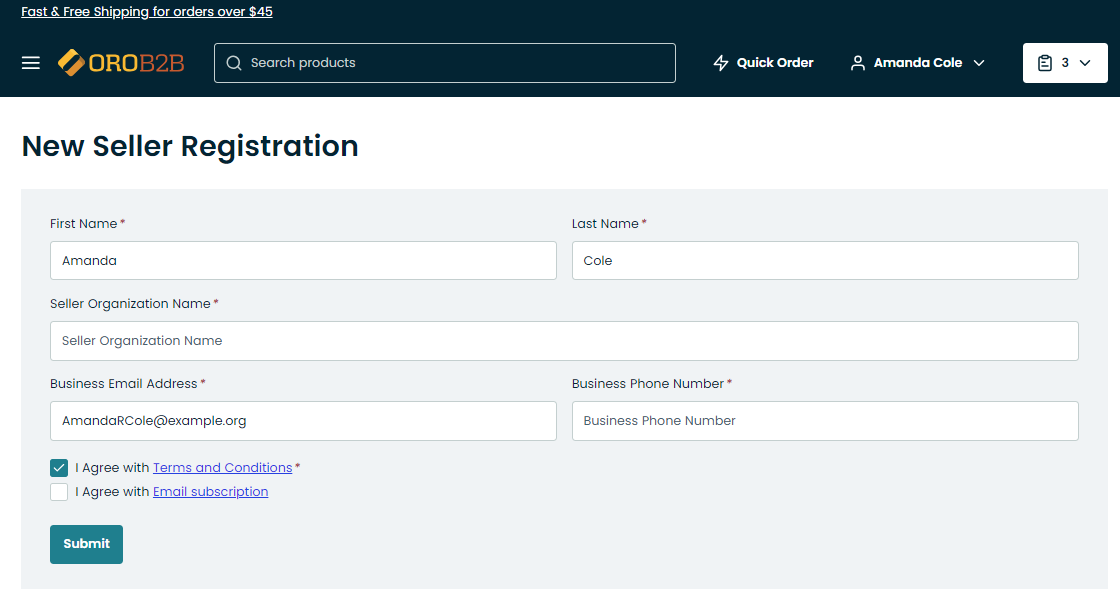 Fast & Free Shipping for orders over $45
OROB2B Search products Quick Order Amanda Cole 3
New Seller Registration
First Name * Last Name *
Amanda Cole
Seller Organization Name *
Seller Organization Name
Business Email Address * Business Phone Number *
AmandaRCole@example.org Business Phone Number
I Agree with Terms and Conditions *
I Agree with Email subscription
Submit